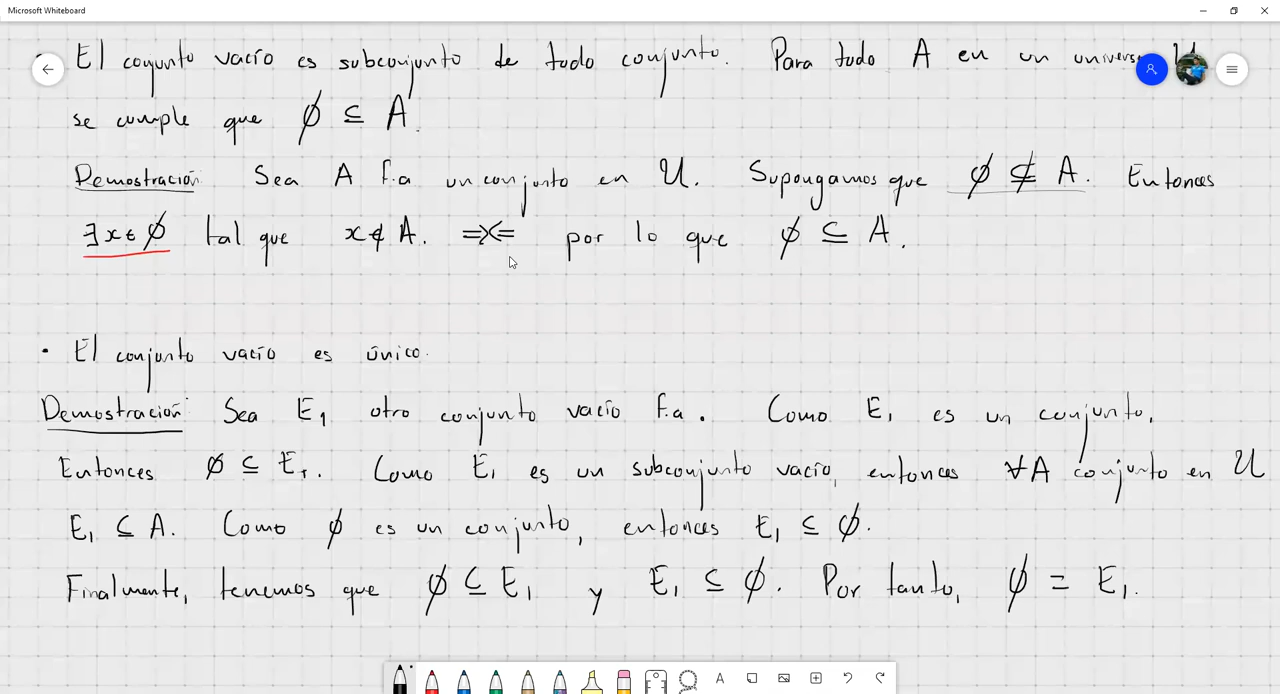 Microsoft Whiteboard
El conjunto vacío es subconjunto de todo conjunto. Para todo A en un universo U
se cumple que ∅ ⊆ A.
Demostración Sea A f.a un conjunto en U. Supongamos que ∅ ⊈ A. Entonces
∃x∈∅ tal que x∉A. ⇒⇐ por lo que ∅ ⊆ A.
• El conjunto vacío es único.
Demostración Sea E₁ otro conjunto vacío f.a. Como E₁ es un conjunto,
Entonces ∅ ⊆ E₁. Como E₁ es un subconjunto vacío, entonces ∀A conjunto en U
E₁ ⊆ A. Como ∅ es un conjunto, entonces E₁ ⊆ ∅.
Finalmente, tenemos que ∅ ⊆ E₁ y E₁ ⊆ ∅. Por tanto, ∅ = E₁.